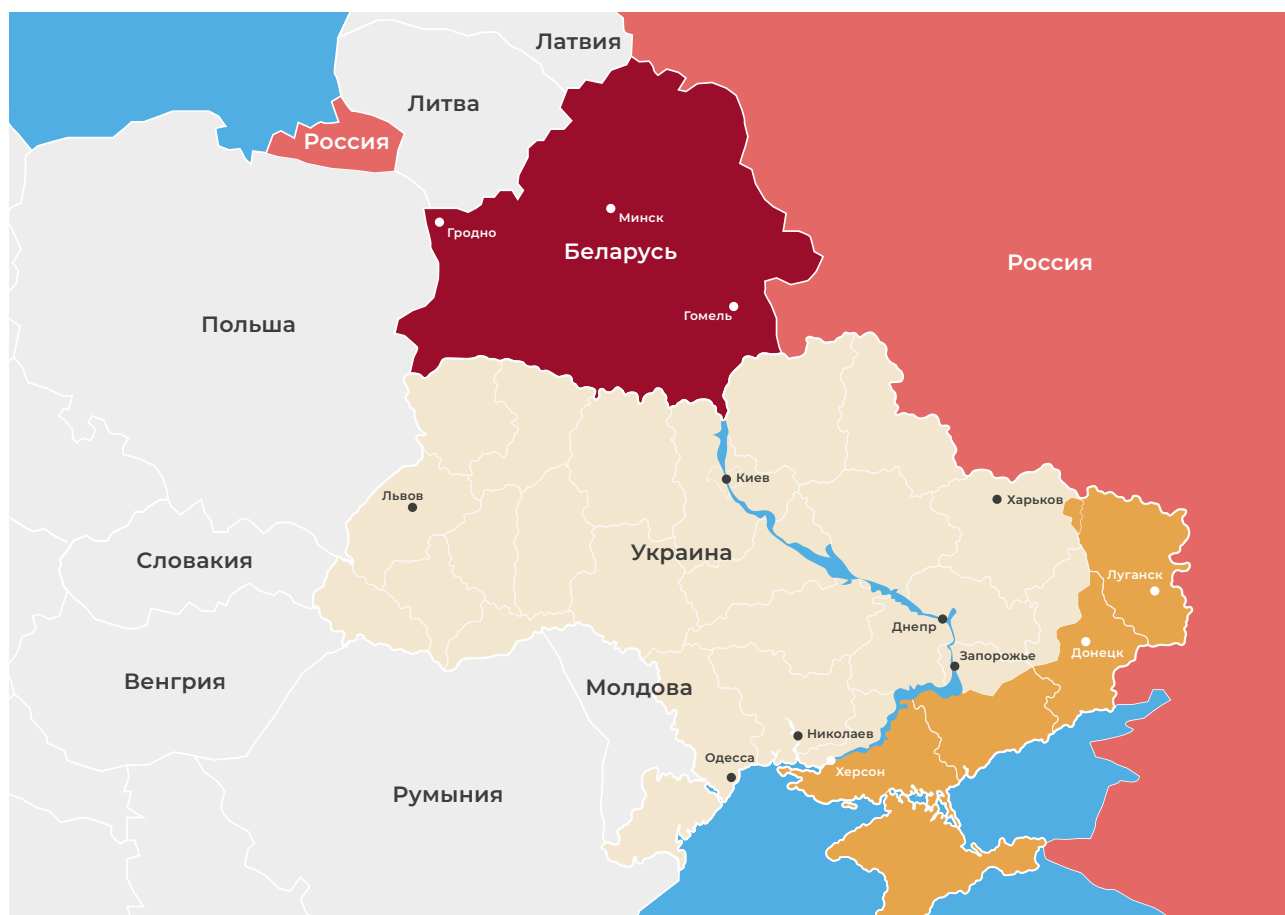 Латвия
Литва
Россия
Минск
Гродно
Беларусь
Россия
Гомель
Польша
Киев
Львов
Харьков
Украина
Словакия
Луганск
Днепр
Донецк
Запорожье
Венгрия
Молдова
Николаев
Одесса
Херсон
Румыния